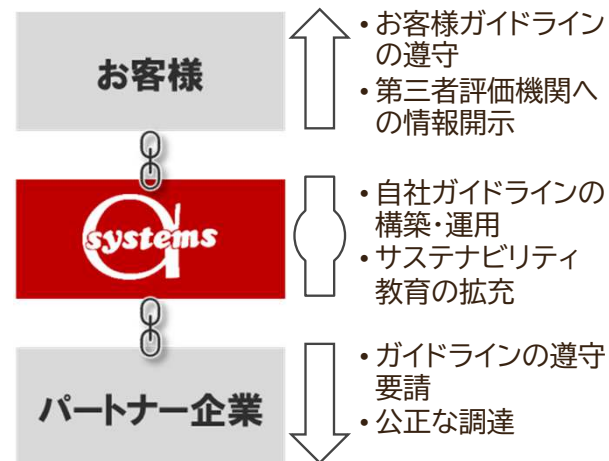 お客様
・お客様ガイドライン
の遵守
・第三者評価機関へ
の情報開示
α
systems
・自社ガイドラインの
構築・運用
・サステナビリティ
教育の拡充
パートナー企業
・ガイドラインの遵守
要請
・公正な調達